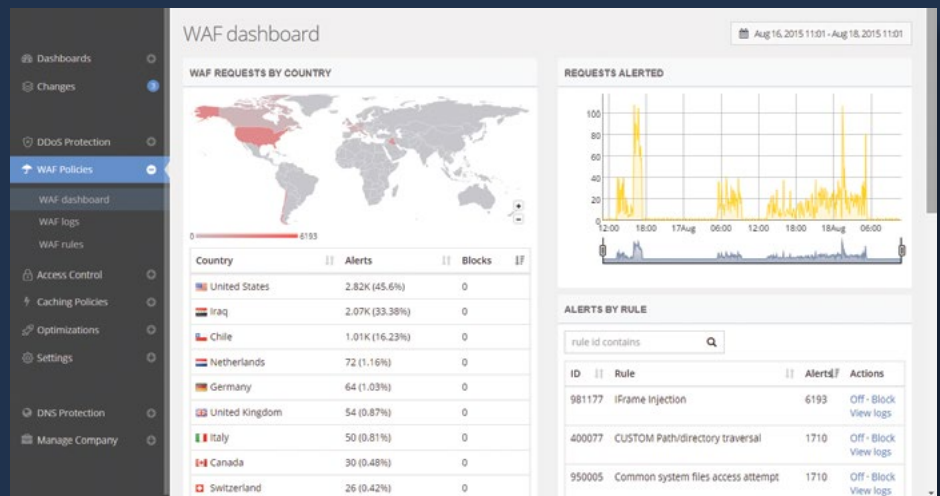 WAF dashboard
Aug 16, 2015 11:01 - Aug 18, 2015 11:01
Dashboards
Changes 3
DDoS Protection
WAF Policies
WAF dashboard
WAF logs
WAF rules
Access Control
Caching Policies
Optimizations
Settings
DNS Protection
Manage Company
WAF REQUESTS BY COUNTRY
+
-
0 6193
Country Alerts Blocks
United States 2.82K (45.6%) 0
Iraq 2.07K (33.38%) 0
Chile 1.01K (16.23%) 0
Netherlands 72 (1.16%) 0
Germany 64 (1.03%) 0
United Kingdom 54 (0.87%) 0
Italy 50 (0.81%) 0
Canada 30 (0.48%) 0
Switzerland 26 (0.42%) 0
REQUESTS ALERTED
100
80
60
40
20
0
12:00 18:00 17Aug 06:00 12:00 18:00 18Aug 06:00
ALERTS BY RULE
rule id contains
ID Rule Alerts Actions
981177 IFrame Injection 6193 Off - Block
View logs
400077 CUSTOM Path/directory traversal 1710 Off - Block
View logs
950005 Common system files access attempt 1710 Off - Block
View logs